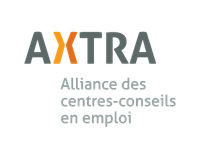 AXTRA
Alliance des
centres-conseils
en emploi